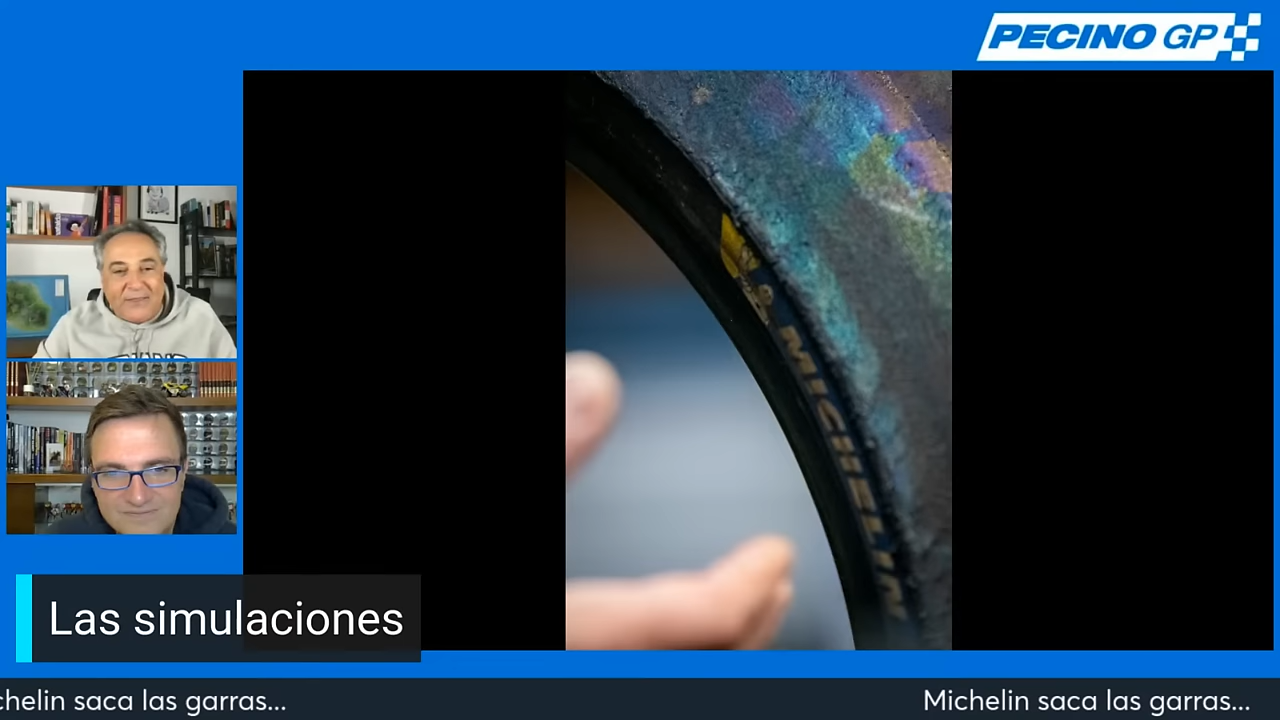 PECINO GP
MICHELIN
Las simulaciones
chelin saca las garras...
Michelin saca las garras...